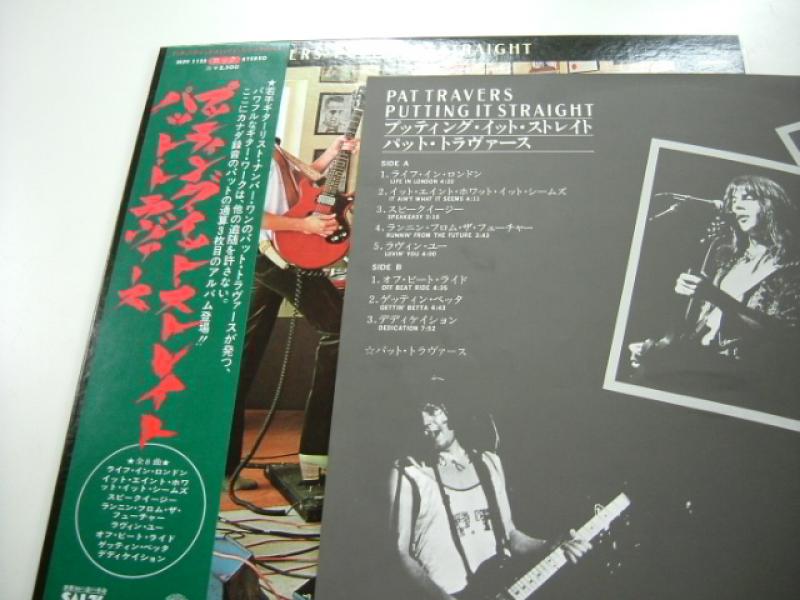 MPF 1155 ロック STEREO
¥2,500
プッティング・イット・ストレイト
パット・トラヴァース
★若手ギターリスト・ナンバー・ワンのパット・トラヴァースが発つ、
パワフルなギター・ワークは、他の追随を許さない。
ここにカナダ録音のパットの通算3枚目のアルバム登場!!
★全8曲★
ライフ・イン・ロンドン
イット・エイント・ホワ
ット・イット・シームズ
スピークイージー
ランニン・フロム・ザ・
フューチャー
ラヴィン・ユー
オフ・ビート・ライド
ゲッティン・ベッタ
デディケイション
STRAIGHT
PAT TRAVERS
PUTTING IT STRAIGHT
プッティング・イット・ストレイト
パット・トラヴァース
SIDE A
1. ライフ・イン・ロンドン
LIFE IN LONDON 4:20
2. イット・エイント・ホワット・イット・シームズ
IT AIN'T WHAT IT SEEMS 4:11
3. スピークイージー
SPEAKEASY 3:16
4. ランニン・フロム・ザ・フューチャー
RUNNIN' FROM THE FUTURE 3:43
5. ラヴィン・ユー
LOVIN' YOU 4:00
SIDE B
1. オフ・ビート・ライド
OFF BEAT RIDE 4:35
2. ゲッティン・ベッタ
GETTIN' BETTA 4:43
3. デディケイション
DEDICATION 7:52
☆パット・トラヴァース